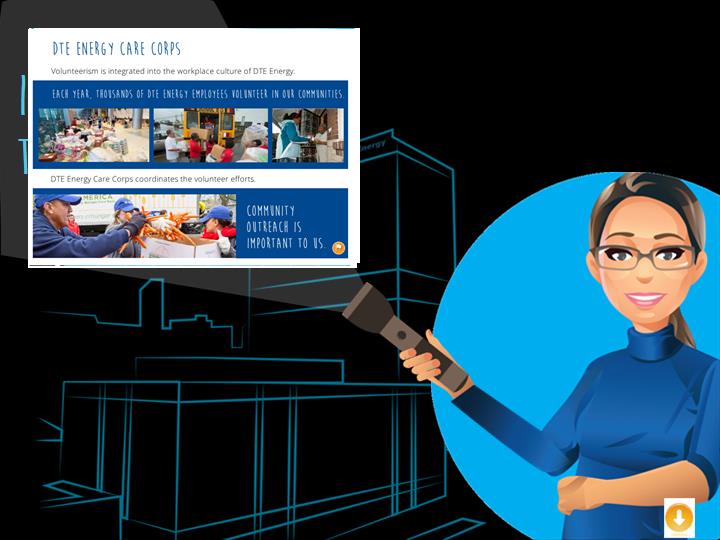 DTE ENERGY CARE CORPS
Volunteerism is integrated into the workplace culture of DTE Energy.
EACH YEAR, THOUSANDS OF DTE ENERGY EMPLOYEES VOLUNTEER IN OUR COMMUNITIES.
Energy
DTE Energy Care Corps coordinates the volunteer efforts.
AMERICA
COMMUNITY
OUTREACH IS
IMPORTANT TO US.